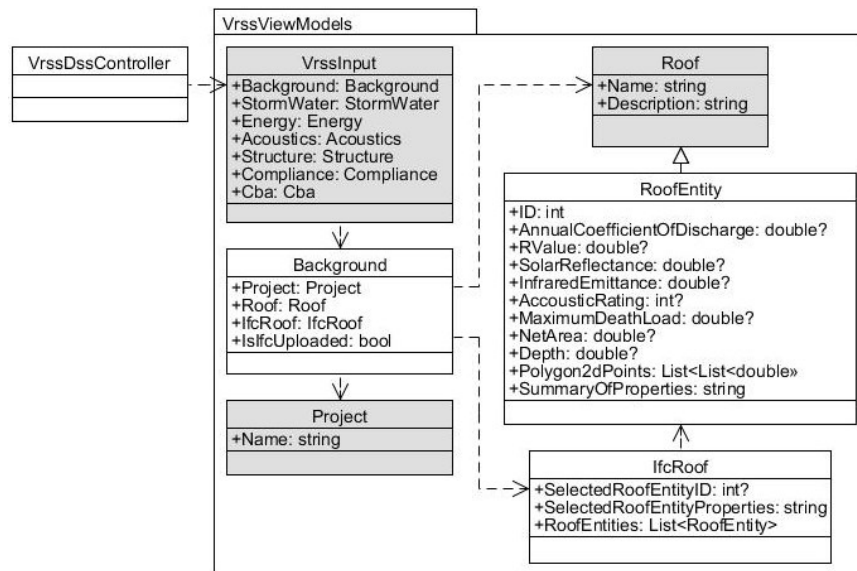 VrssViewModels
VrssDssController
VrssInput
+Background: Background
+StormWater: StormWater
+Energy: Energy
+Acoustics: Acoustics
+Structure: Structure
+Compliance: Compliance
+Cba: Cba
Roof
+Name: string
+Description: string
Background
+Project: Project
+Roof: Roof
+IfcRoof: IfcRoof
+IsIfcUploaded: bool
RoofEntity
+ID: int
+AnnualCoefficientOfDischarge: double?
+RValue: double?
+SolarReflectance: double?
+InfraredEmittance: double?
+AccousticRating: int?
+MaximumDeathLoad: double?
+NetArea: double?
+Depth: double?
+Polygon2dPoints: List<List<double»
+SummaryOfProperties: string
Project
+Name: string
IfcRoof
+SelectedRoofEntityID: int?
+SelectedRoofEntityProperties: string
+RoofEntities: List<RoofEntity>